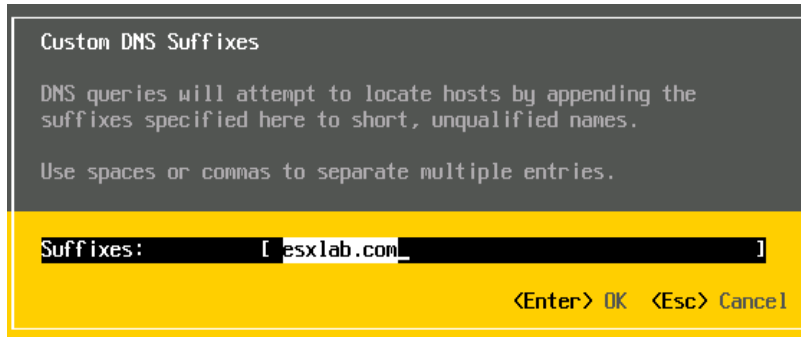 Custom DNS Suffixes
DNS queries will attempt to locate hosts by appending the
suffixes specified here to short, unqualified names.
Use spaces or commas to separate multiple entries.
Suffixes: [ esxlab.com_ ]
<Enter> OK <Esc> Cancel